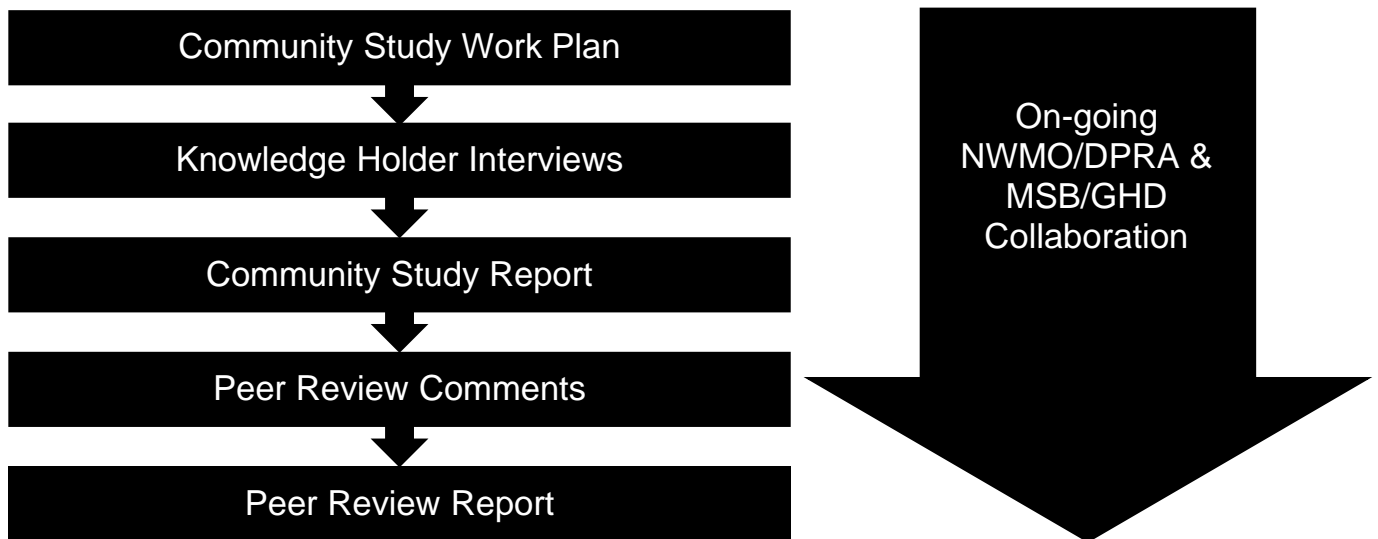 Community Study Work Plan
Knowledge Holder Interviews
Community Study Report
Peer Review Comments
Peer Review Report
On-going
NWMO/DPRA &
MSB/GHD
Collaboration